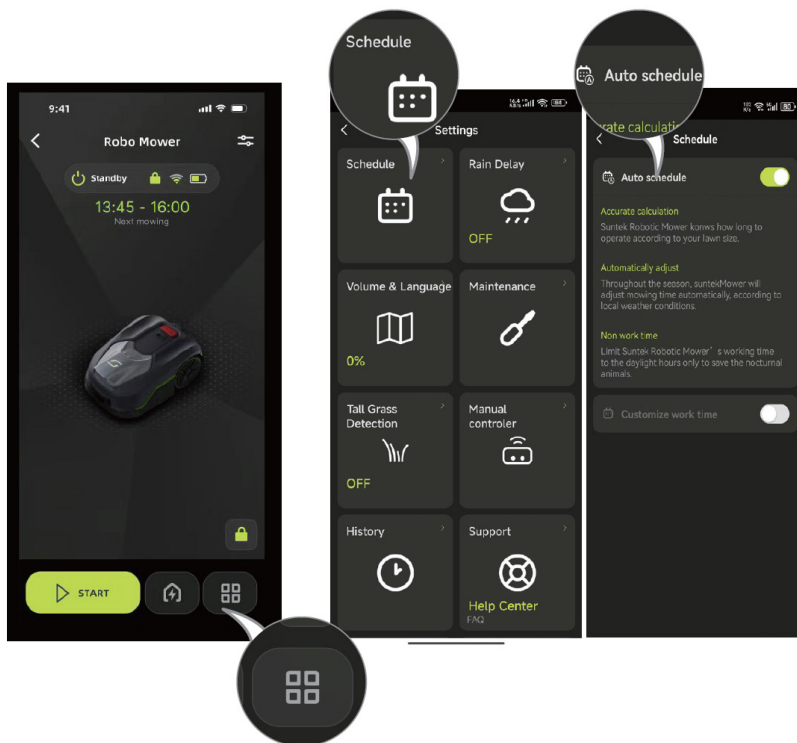 Schedule
Auto schedule
rate calculati
9:41
Robo Mower
Standby
13:45 - 16:00
Next mowing
START
Settings
Schedule
Rain Delay
OFF
Volume & Language
0%
Maintenance
Tall Grass
Detection
OFF
Manual
controler
History
Support
Help Center
FAQ
Schedule
Auto schedule
Accurate calculation
Suntek Robotic Mower konws how long to
operate according to your lawn size.
Automatically adjust
Throughout the season, suntekMower will
adjust mowing time automatically, according to
local weather conditions.
Non work time
Limit Suntek Robotic Mower` s working time
to the daylight hours only to save the nocturnal
animals.
Customize work time